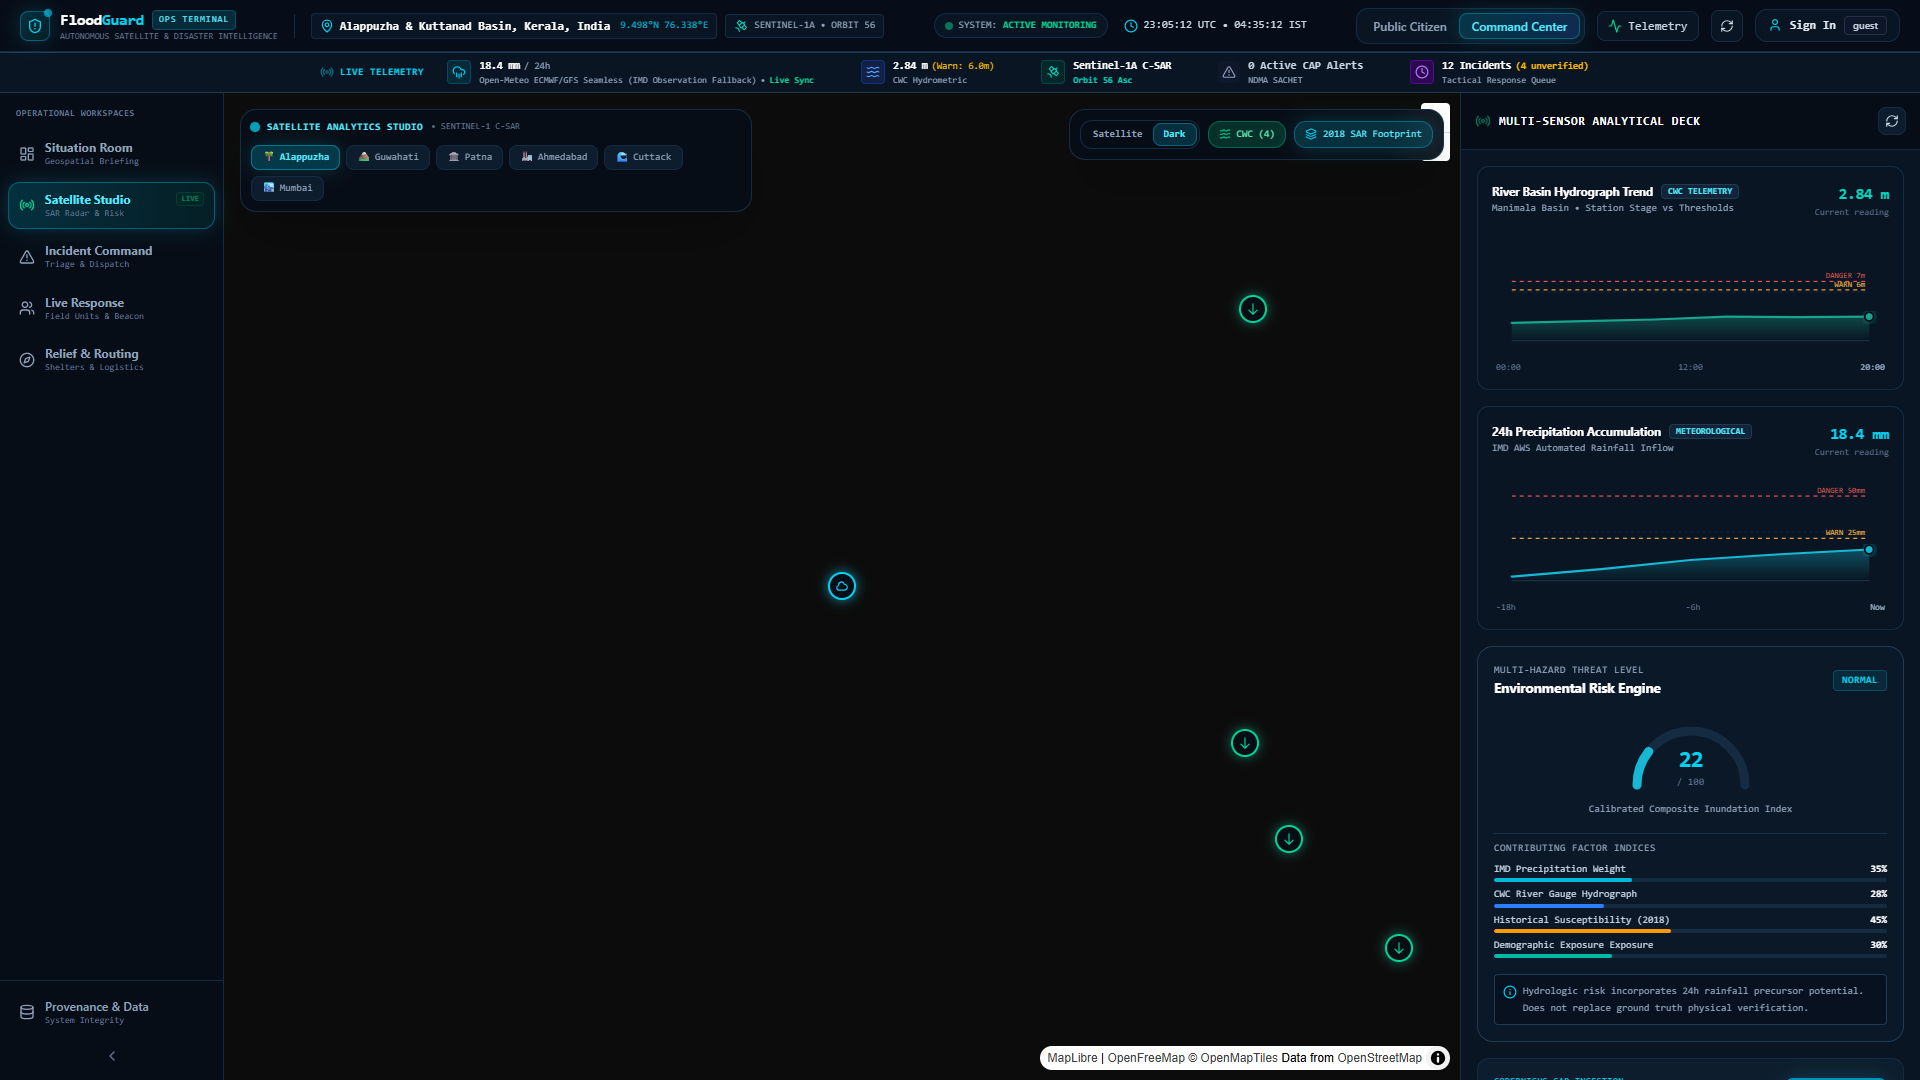 FloodGuard OPS TERMINAL
AUTONOMOUS SATELLITE & DISASTER INTELLIGENCE
Alappuzha & Kuttanad Basin, Kerala, India 9.498°N 76.338°E
SENTINEL-1A • ORBIT 56
SYSTEM: ACTIVE MONITORING
23:05:12 UTC • 04:35:12 IST
Public Citizen
Command Center
Telemetry
Sign In guest
LIVE TELEMETRY
18.4 mm / 24h
Open-Meteo ECMWF/GFS Seamless (IMD Observation Fallback) • Live Sync
2.84 m (Warn: 6.0m)
CWC Hydrometric
Sentinel-1A C-SAR
Orbit 56 Asc
0 Active CAP Alerts
NDMA SACHET
12 Incidents (4 unverified)
Tactical Response Queue
OPERATIONAL WORKSPACES
Situation Room
Geospatial Briefing
Satellite Studio LIVE
SAR Radar & Risk
Incident Command
Triage & Dispatch
Live Response
Field Units & Beacon
Relief & Routing
Shelters & Logistics
Provenance & Data
System Integrity
SATELLITE ANALYTICS STUDIO • SENTINEL-1 C-SAR
Alappuzha
Guwahati
Patna
Ahmedabad
Cuttack
Mumbai
Satellite
Dark
CWC (4)
2018 SAR Footprint
MapLibre | OpenFreeMap © OpenMapTiles Data from OpenStreetMap
MULTI-SENSOR ANALYTICAL DECK
River Basin Hydrograph Trend CWC TELEMETRY
Manimala Basin • Station Stage vs Thresholds
2.84 m
Current reading
DANGER 7m
WARN 6m
00:00 12:00 20:00
24h Precipitation Accumulation METEOROLOGICAL
IMD AWS Automated Rainfall Inflow
18.4 mm
Current reading
DANGER 50mm
WARN 25mm
-18h -6h Now
MULTI-HAZARD THREAT LEVEL
Environmental Risk Engine
NORMAL
22
/ 100
Calibrated Composite Inundation Index
CONTRIBUTING FACTOR INDICES
IMD Precipitation Weight 35%
CWC River Gauge Hydrograph 28%
Historical Susceptibility (2018) 45%
Demographic Exposure Exposure 30%
Hydrologic risk incorporates 24h rainfall precursor potential.
Does not replace ground truth physical verification.